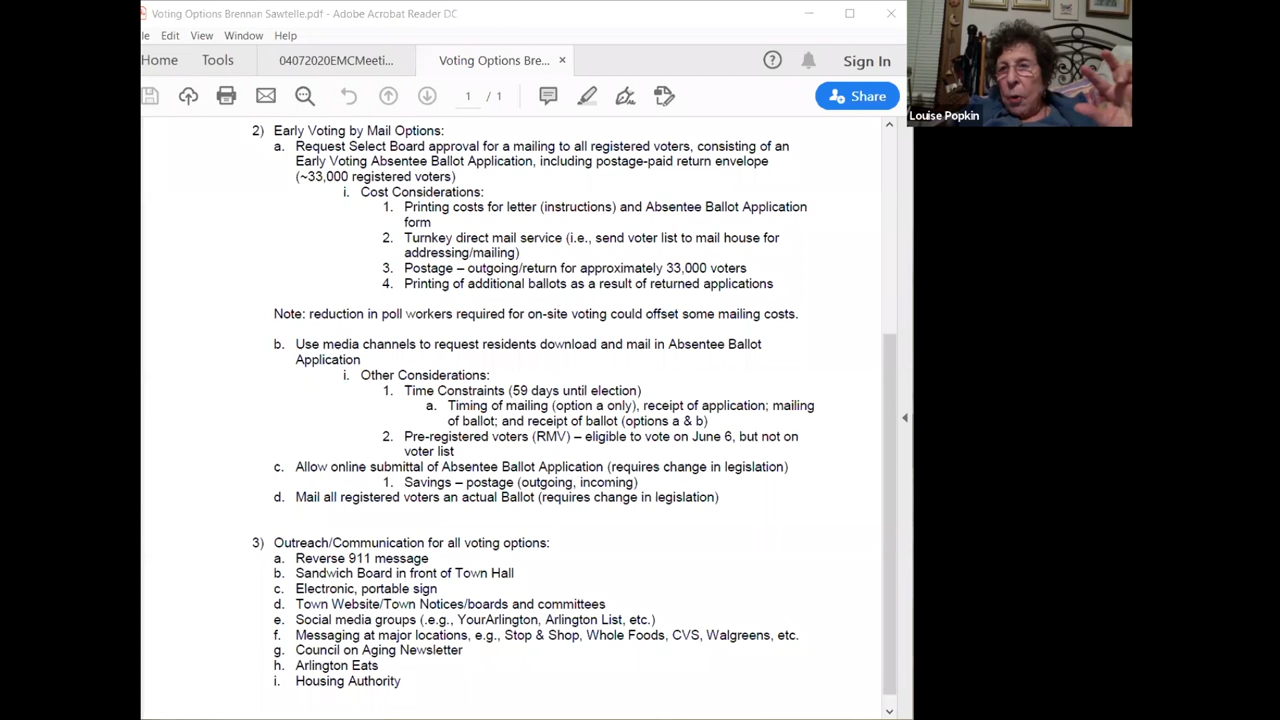 Voting Options Brennan Sawtelle.pdf - Adobe Acrobat Reader DC
le Edit View Window Help
Home Tools 04072020EMCMeeti... Voting Options Bre... × Sign In
1 / 1 Share
Louise Popkin
2) Early Voting by Mail Options:
a. Request Select Board approval for a mailing to all registered voters, consisting of an
Early Voting Absentee Ballot Application, including postage-paid return envelope
(~33,000 registered voters)
i. Cost Considerations:
1. Printing costs for letter (instructions) and Absentee Ballot Application
form
2. Turnkey direct mail service (i.e., send voter list to mail house for
addressing/mailing)
3. Postage – outgoing/return for approximately 33,000 voters
4. Printing of additional ballots as a result of returned applications
Note: reduction in poll workers required for on-site voting could offset some mailing costs.
b. Use media channels to request residents download and mail in Absentee Ballot
Application
i. Other Considerations:
1. Time Constraints (59 days until election)
a. Timing of mailing (option a only), receipt of application; mailing
of ballot; and receipt of ballot (options a & b)
2. Pre-registered voters (RMV) – eligible to vote on June 6, but not on
voter list
c. Allow online submittal of Absentee Ballot Application (requires change in legislation)
1. Savings – postage (outgoing, incoming)
d. Mail all registered voters an actual Ballot (requires change in legislation)
3) Outreach/Communication for all voting options:
a. Reverse 911 message
b. Sandwich Board in front of Town Hall
c. Electronic, portable sign
d. Town Website/Town Notices/boards and committees
e. Social media groups (.e.g., YourArlington, Arlington List, etc.)
f. Messaging at major locations, e.g., Stop & Shop, Whole Foods, CVS, Walgreens, etc.
g. Council on Aging Newsletter
h. Arlington Eats
i. Housing Authority